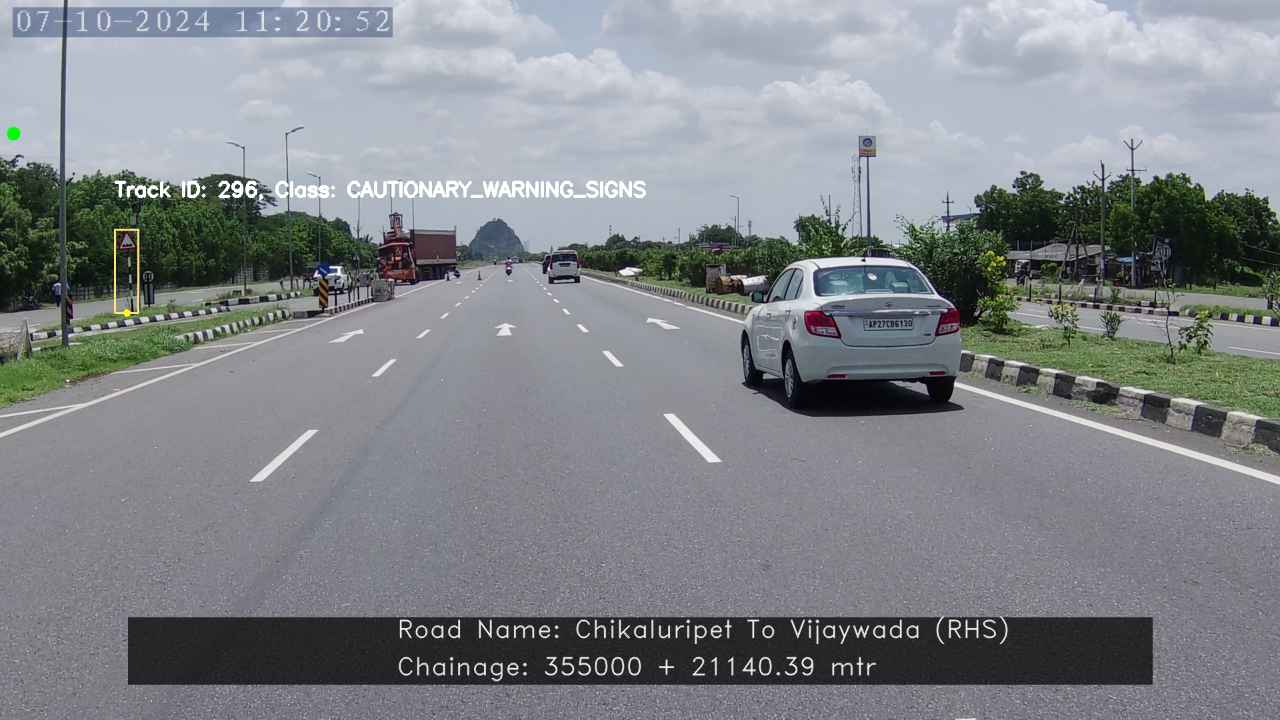 07-10-2024 11:20:52
Track ID: 296, Class: CAUTIONARY_WARNING_SIGNS
AP27CB6130
Road Name: Chikaluripet To Vijaywada (RHS)
Chainage: 355000 + 21140.39 mtr